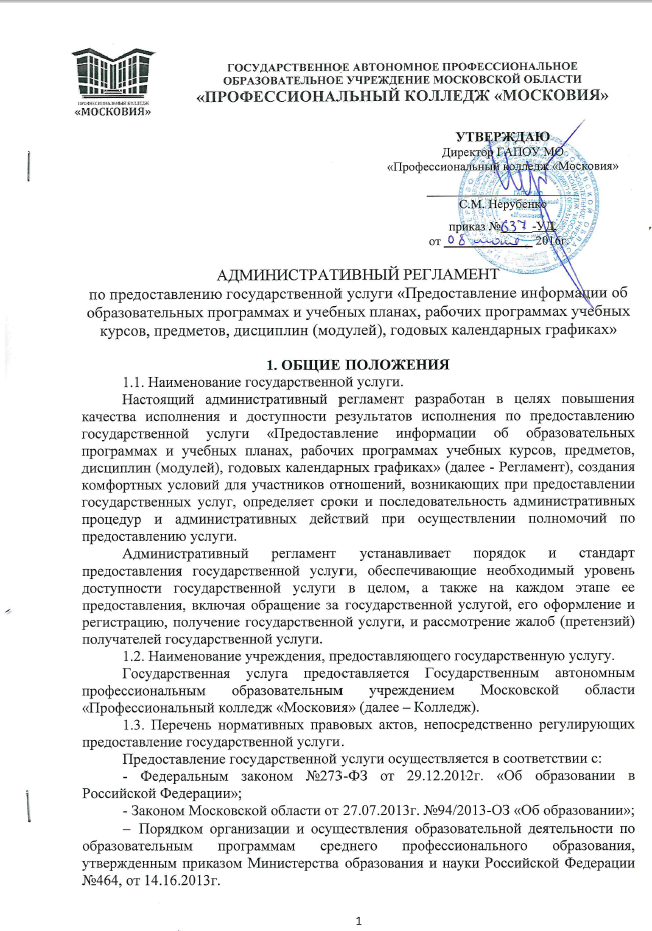 ПРОФЕССИОНАЛЬНЫЙ КОЛЛЕДЖ
«МОСКОВИЯ»
ГОСУДАРСТВЕННОЕ АВТОНОМНОЕ ПРОФЕССИОНАЛЬНОЕ
ОБРАЗОВАТЕЛЬНОЕ УЧРЕЖДЕНИЕ МОСКОВСКОЙ ОБЛАСТИ
«ПРОФЕССИОНАЛЬНЫЙ КОЛЛЕДЖ «МОСКОВИЯ»
УТВЕРЖДАЮ
Директор ГАПОУ МО
«Профессиональный колледж «Московия»
С.М. Нерубенко
приказ № 637 -УД
от 08 июня 2016г.
АДМИНИСТРАТИВНЫЙ РЕГЛАМЕНТ
по предоставлению государственной услуги «Предоставление информации об
образовательных программах и учебных планах, рабочих программах учебных
курсов, предметов, дисциплин (модулей), годовых календарных графиках»
1. ОБЩИЕ ПОЛОЖЕНИЯ
1.1. Наименование государственной услуги.
Настоящий административный регламент разработан в целях повышения
качества исполнения и доступности результатов исполнения по предоставлению
государственной услуги «Предоставление информации об образовательных
программах и учебных планах, рабочих программах учебных курсов, предметов,
дисциплин (модулей), годовых календарных графиках» (далее - Регламент), создания
комфортных условий для участников отношений, возникающих при предоставлении
государственных услуг, определяет сроки и последовательность административных
процедур и административных действий при осуществлении полномочий по
предоставлению услуги.
Административный регламент устанавливает порядок и стандарт
предоставления государственной услуги, обеспечивающие необходимый уровень
доступности государственной услуги в целом, а также на каждом этапе ее
предоставления, включая обращение за государственной услугой, его оформление и
регистрацию, получение государственной услуги, и рассмотрение жалоб (претензий)
получателей государственной услуги.
1.2. Наименование учреждения, предоставляющего государственную услугу.
Государственная услуга предоставляется Государственным автономным
профессиональным образовательным учреждением Московской области
«Профессиональный колледж «Московия» (далее – Колледж).
1.3. Перечень нормативных правовых актов, непосредственно регулирующих
предоставление государственной услуги.
Предоставление государственной услуги осуществляется в соответствии с:
- Федеральным законом №273-ФЗ от 29.12.2012г. «Об образовании в
Российской Федерации»;
- Законом Московской области от 27.07.2013г. №94/2013-ОЗ «Об образовании»;
– Порядком организации и осуществления образовательной деятельности по
образовательным программам среднего профессионального образования,
утвержденным приказом Министерства образования и науки Российской Федерации
№464, от 14.16.2013г.
1